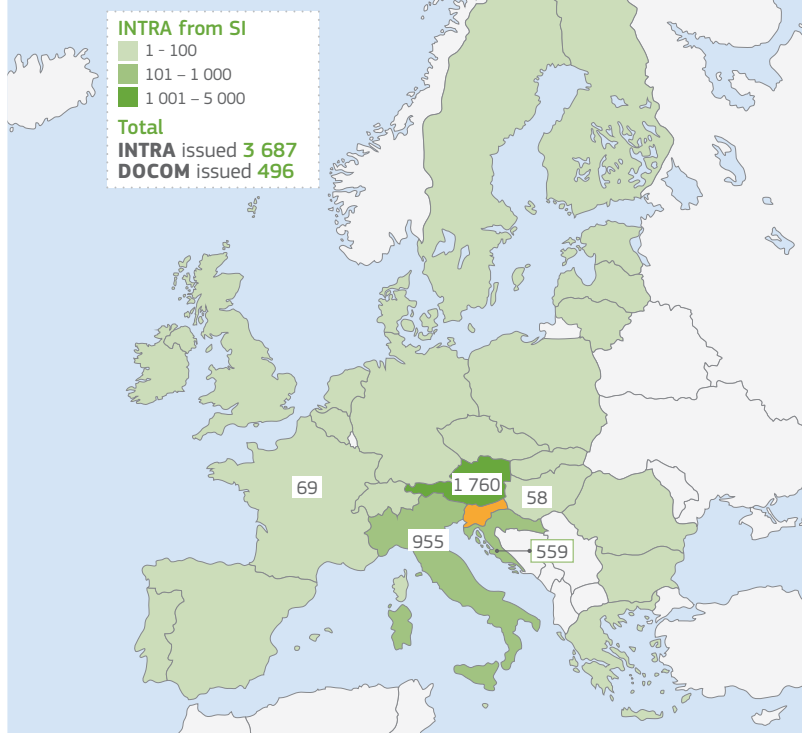 INTRA from SI
1 - 100
101 – 1 000
1 001 – 5 000
Total
INTRA issued 3 687
DOCOM issued 496
69
1 760
58
955
559